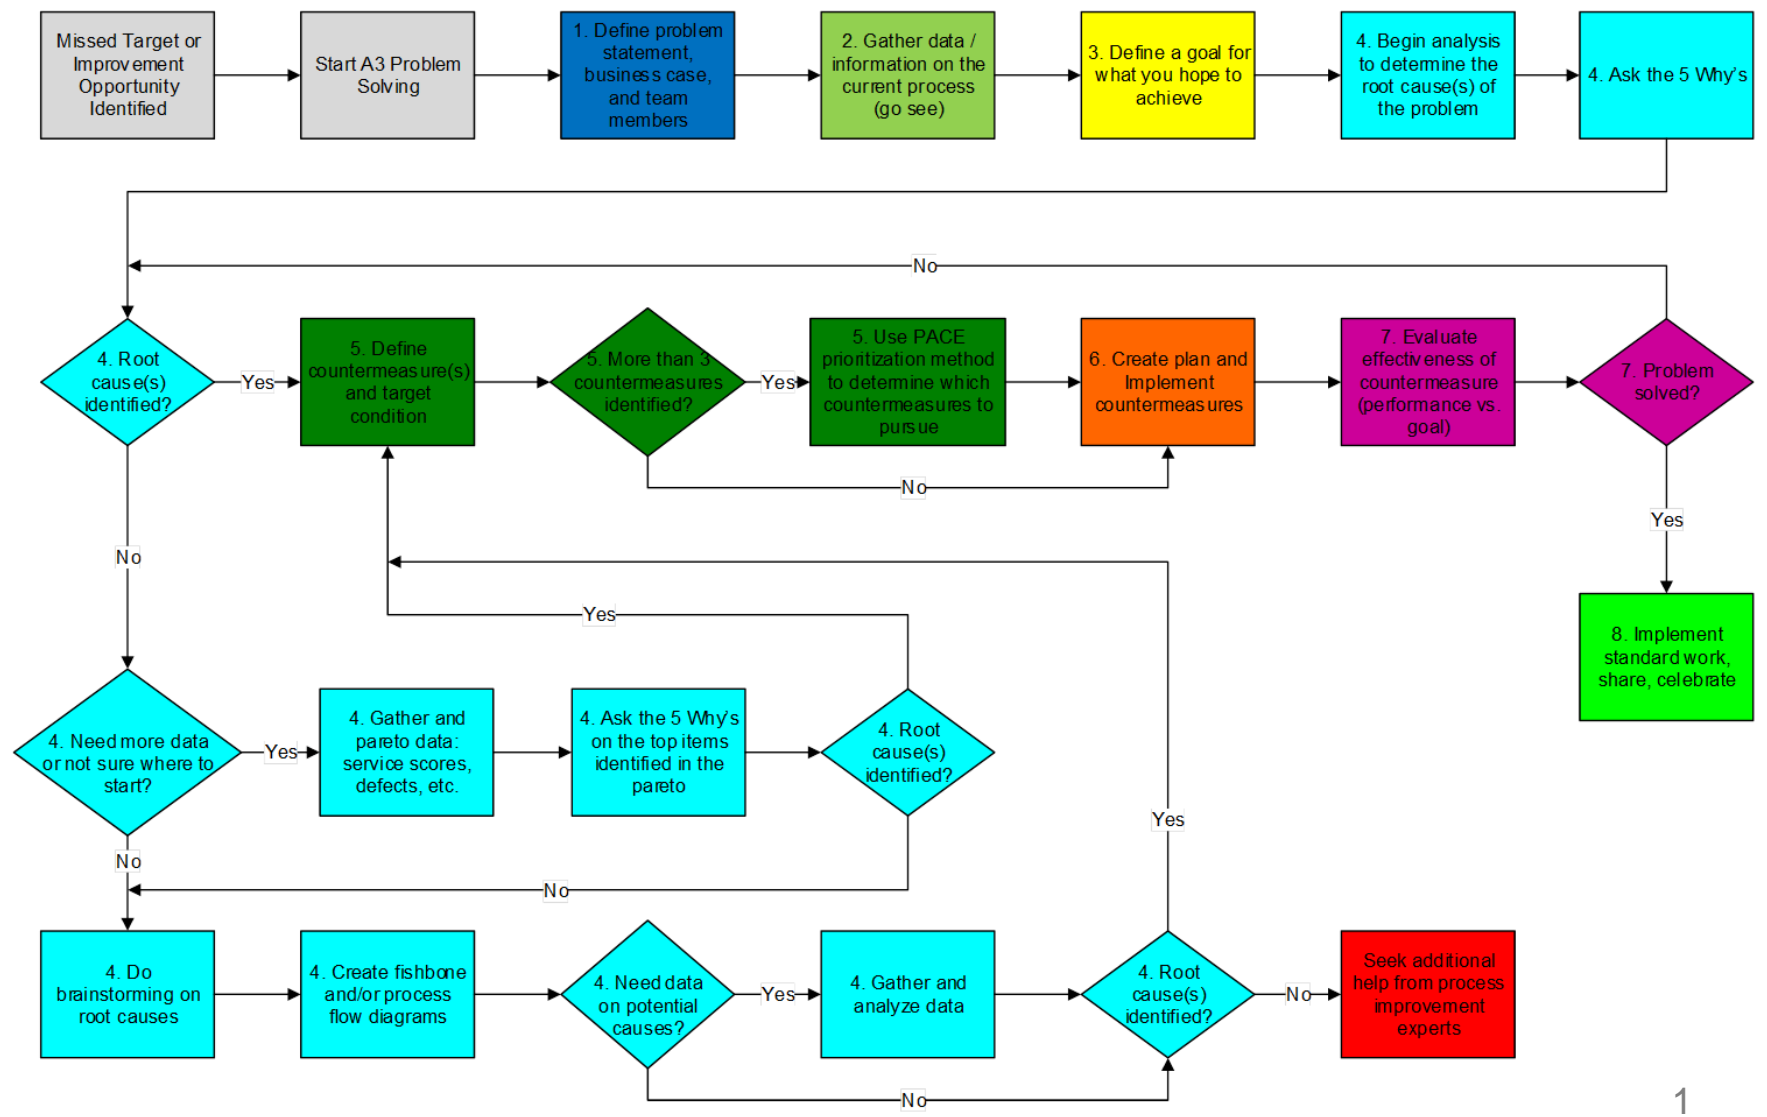 Missed Target or
Improvement
Opportunity
Identified
Start A3 Problem
Solving
1. Define problem
statement,
business case,
and team
members
2. Gather data /
information on the
current process
(go see)
3. Define a goal for
what you hope to
achieve
4. Begin analysis
to determine the
root cause(s) of
the problem
4. Ask the 5 Why's
No
4. Root
cause(s)
identified?
Yes
5. Define
countermeasure(s)
and target
condition
5. More than 3
countermeasures
identified?
Yes
5. Use PACE
prioritization method
to determine which
countermeasures to
pursue
6. Create plan and
Implement
countermeasures
7. Evaluate
effectiveness of
countermeasure
(performance vs.
goal)
7. Problem
solved?
No
Yes
No
Yes
8. Implement
standard work,
share, celebrate
4. Need more data
or not sure where to
start?
Yes
4. Gather and
pareto data:
service scores,
defects, etc.
4. Ask the 5 Why's
on the top items
identified in the
pareto
4. Root
cause(s)
identified?
Yes
No
No
4. Do
brainstorming on
root causes
4. Create fishbone
and/or process
flow diagrams
4. Need data
on potential
causes?
Yes
4. Gather and
analyze data
4. Root
cause(s)
identified?
No
Seek additional
help from process
improvement
experts
No
1